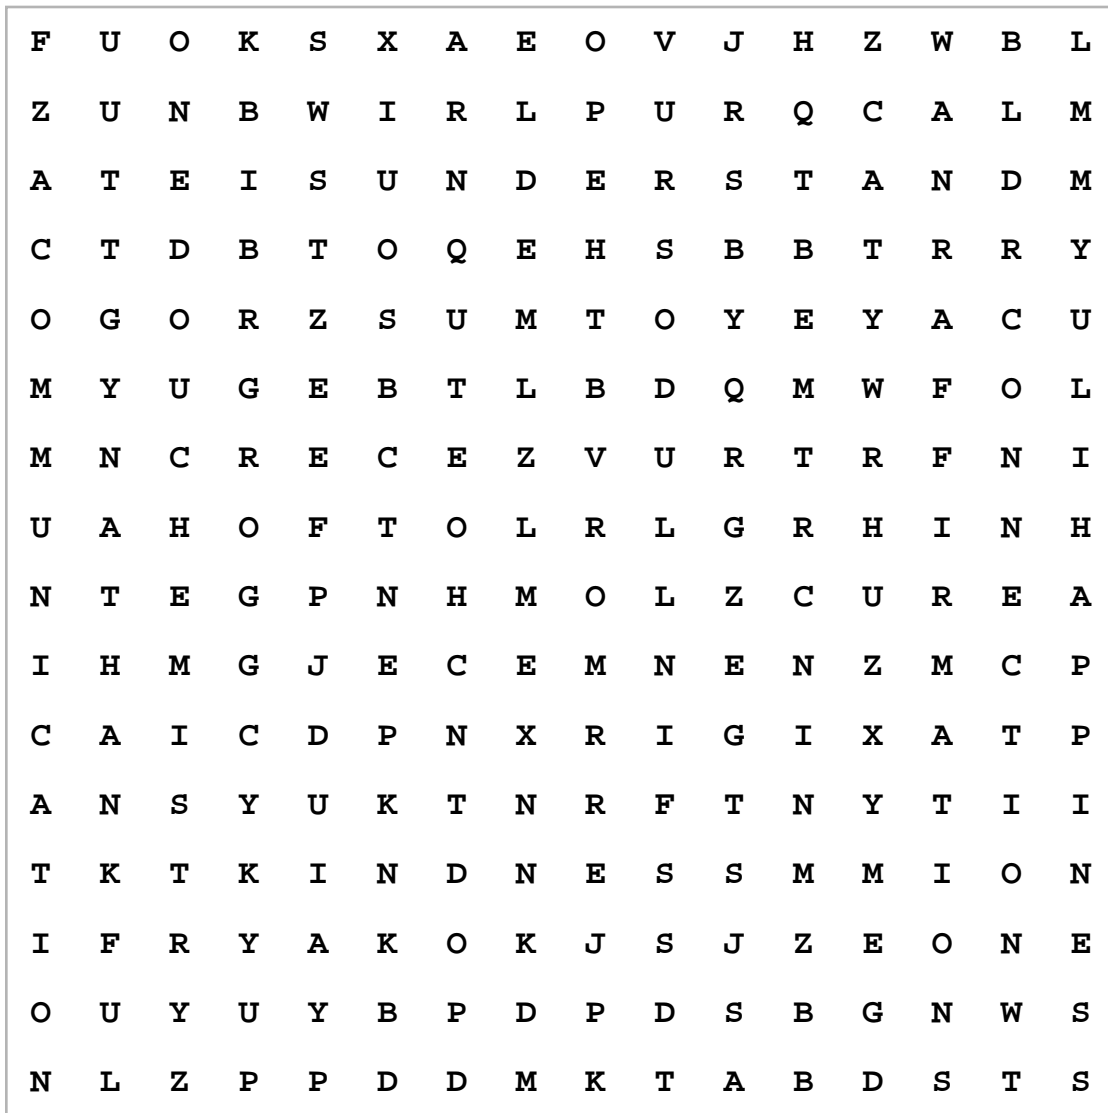 F U O K S X A E O V J H Z W B L
Z U N B W I R L P U R Q C A L M
A T E I S U N D E R S T A N D M
C T D B T O Q E H S B B T R R Y
O G O R Z S U M T O Y E Y A C U
M Y U G E B T L B D Q M W F O L
M N C R E C E Z V U R T R F N I
U A H O F T O L R L G R H I N H
N T E G P N H M O L Z C U R E A
I H M G J E C E M N E N Z M C P
C A I C D P N X R I G I X A T P
A N S Y U K T N R F T N Y T I I
T K T K I N D N E S S M M I O N
I F R Y A K O K J S J Z E O N E
O U Y U Y B P D P D S B G N W S
N L Z P P D D M K T A B D S T S